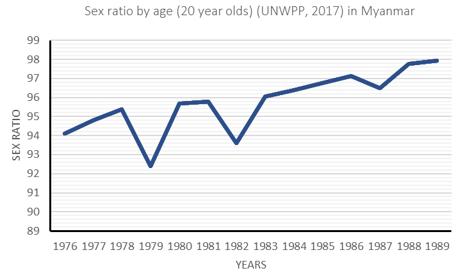 Sex ratio by age (20 year olds) (UNWPP, 2017) in Myanmar
99
98
97
96
95
94
93
92
91
90
89
SEX RATIO
1976 1977 1978 1979 1980 1981 1982 1983 1984 1985 1986 1987 1988 1989
YEARS